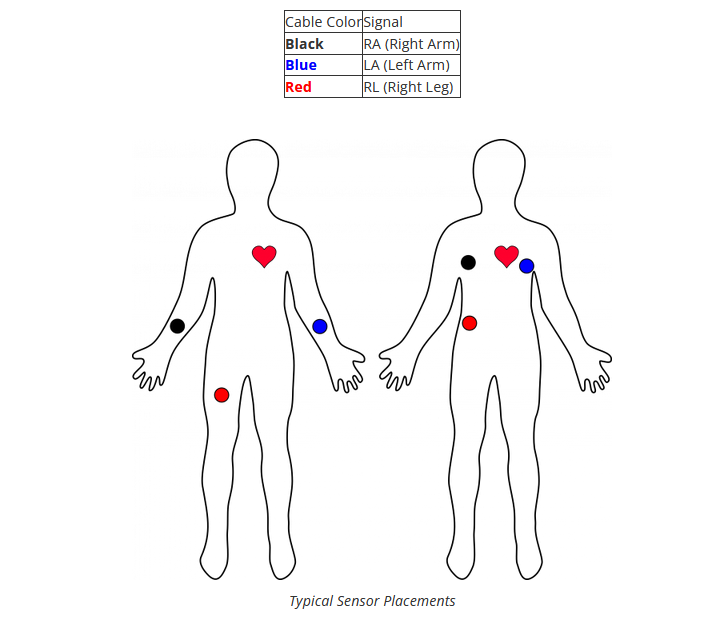 Cable Color Signal
Black RA (Right Arm)
Blue LA (Left Arm)
Red RL (Right Leg)
Typical Sensor Placements